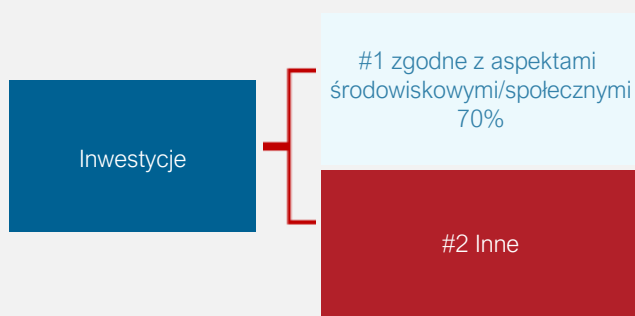 Inwestycje
#1 zgodne z aspektami
środowiskowymi/społecznymi
70%
#2 Inne